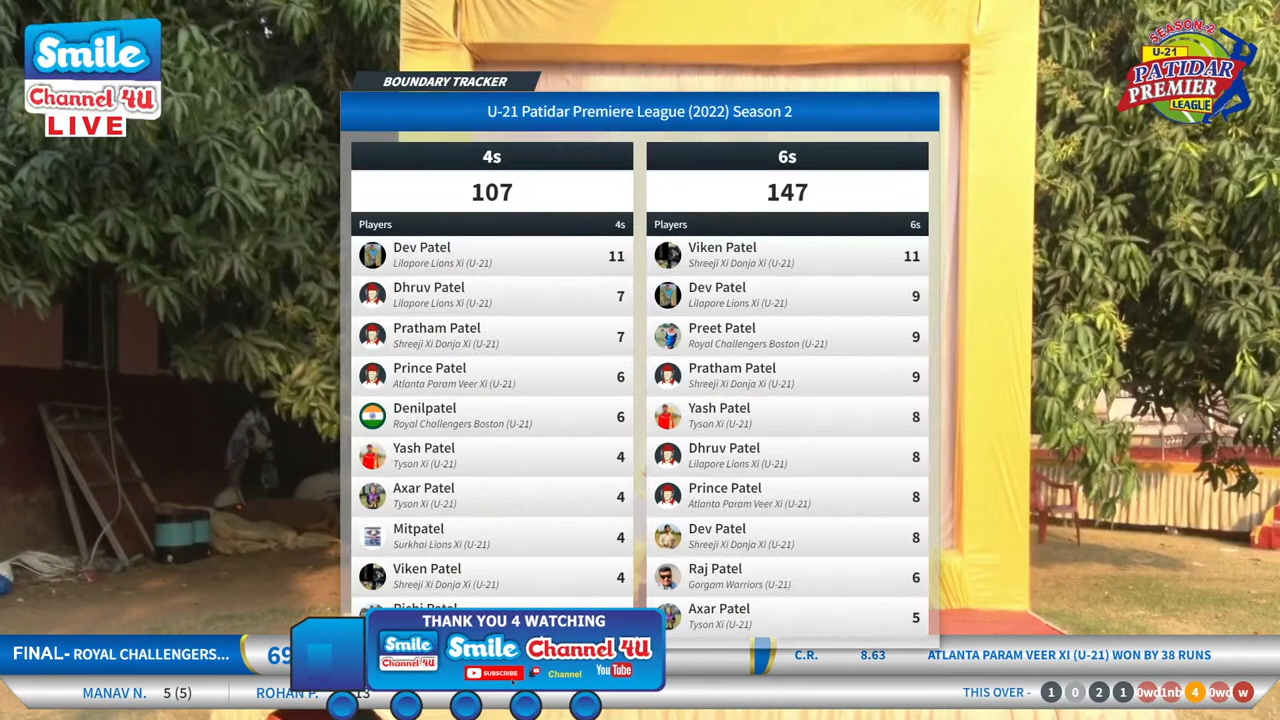 Smile
Channel 4U
LIVE
SEASON-2
U-21
PATIDAR
PREMIER
LEAGUE
BOUNDARY TRACKER
U-21 Patidar Premiere League (2022) Season 2
4s
107
Players 4s
Dev Patel 11
Lilapore Lions Xi (U-21)
Dhruv Patel 7
Lilapore Lions Xi (U-21)
Pratham Patel 7
Shreeji Xi Donja Xi (U-21)
Prince Patel 6
Atlanta Param Veer Xi (U-21)
Denilpatel 6
Royal Challengers Boston (U-21)
Yash Patel 4
Tyson Xi (U-21)
Axar Patel 4
Tyson Xi (U-21)
Mitpatel 4
Surkhai Lions Xi (U-21)
Viken Patel 4
Shreeji Xi Donja Xi (U-21)
6s
147
Players 6s
Viken Patel 11
Shreeji Xi Donja Xi (U-21)
Dev Patel 9
Lilapore Lions Xi (U-21)
Preet Patel 9
Royal Challengers Boston (U-21)
Pratham Patel 9
Shreeji Xi Donja Xi (U-21)
Yash Patel 8
Tyson Xi (U-21)
Dhruv Patel 8
Lilapore Lions Xi (U-21)
Prince Patel 8
Atlanta Param Veer Xi (U-21)
Dev Patel 8
Shreeji Xi Donja Xi (U-21)
Raj Patel 6
Gorgam Warriors (U-21)
Axar Patel 5
Tyson Xi (U-21)
THANK YOU 4 WATCHING
Smile
Channel 4U
Smile Channel 4U
SUBSCRIBE Channel YouTube
FINAL- ROYAL CHALLENGERS... 69
C.R. 8.63 ATLANTA PARAM VEER XI (U-21) WON BY 38 RUNS
MANAV N. 5 (5) ROHAN P. 13
THIS OVER - 1 0 2 1 0wd 1nb 4 0wd w